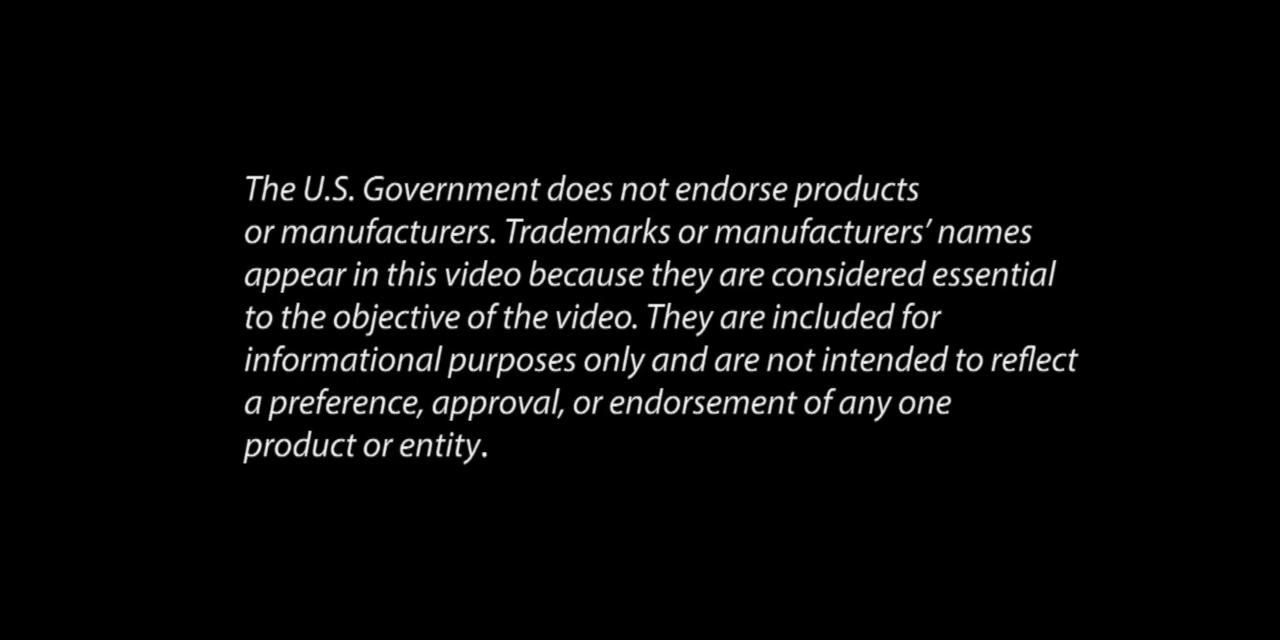 The U.S. Government does not endorse products
or manufacturers. Trademarks or manufacturers’ names
appear in this video because they are considered essential
to the objective of the video. They are included for
informational purposes only and are not intended to reflect
a preference, approval, or endorsement of any one
product or entity.